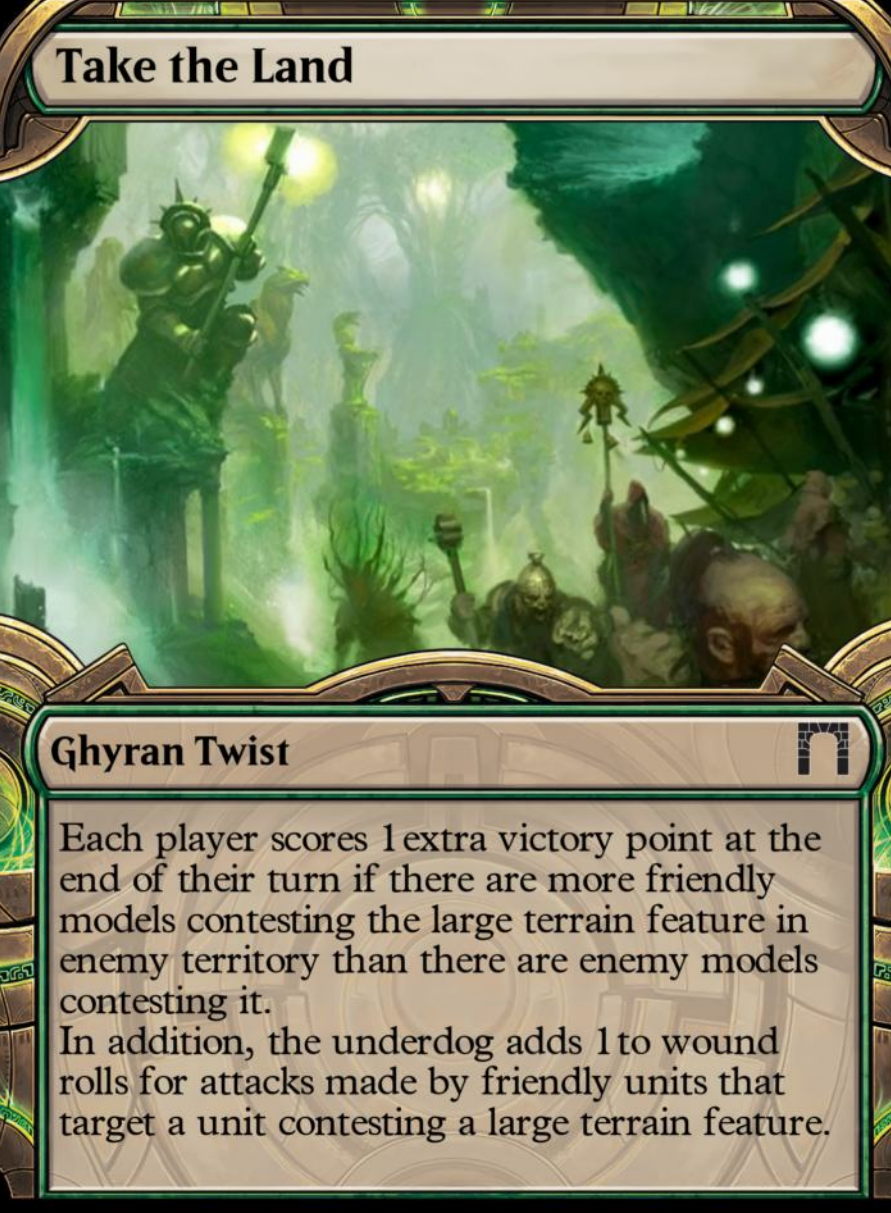 Take the Land
Ghyran Twist
Each player scores 1 extra victory point at the
end of their turn if there are more friendly
models contesting the large terrain feature in
enemy territory than there are enemy models
contesting it.
In addition, the underdog adds 1 to wound
rolls for attacks made by friendly units that
target a unit contesting a large terrain feature.